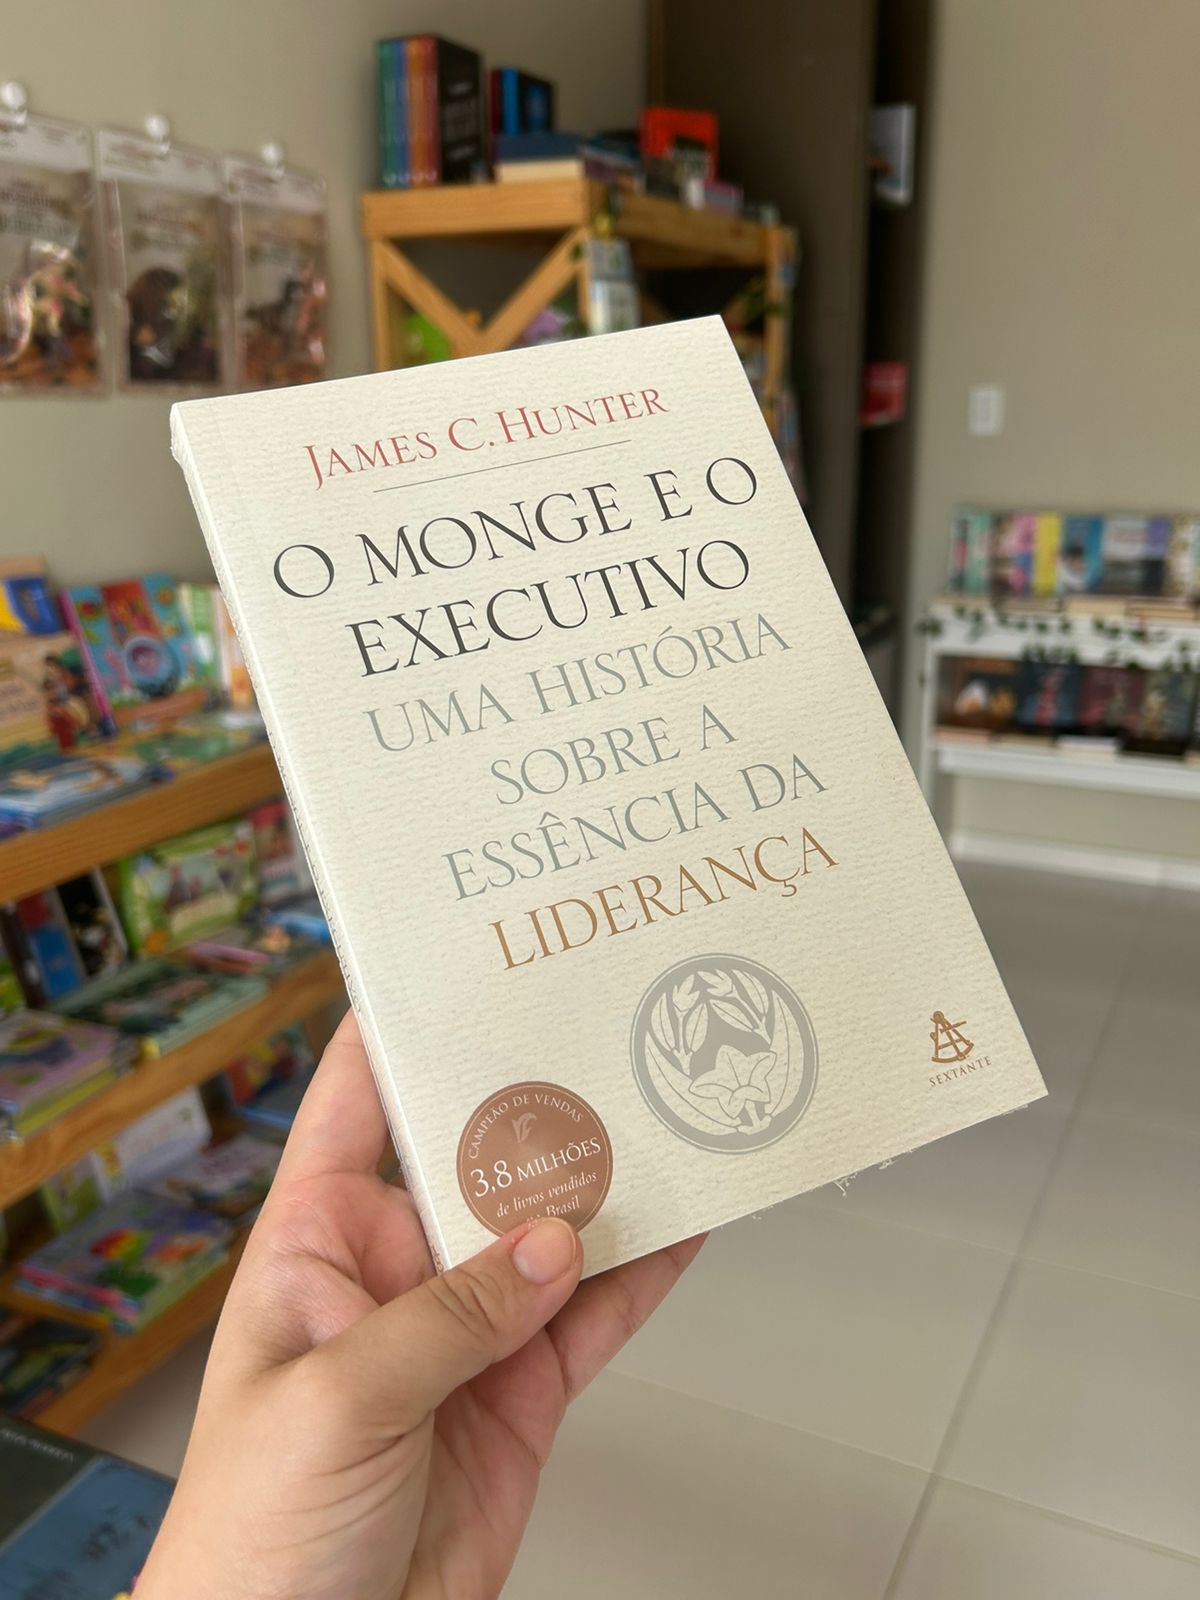 JAMES C. HUNTER
O MONGE E O
EXECUTIVO
UMA HISTÓRIA
SOBRE A
ESSÊNCIA DA
LIDERANÇA
SEXTANTE
CAMPEÃO DE VENDAS
3,8 MILHÕES
de livros vendidos
Brasil